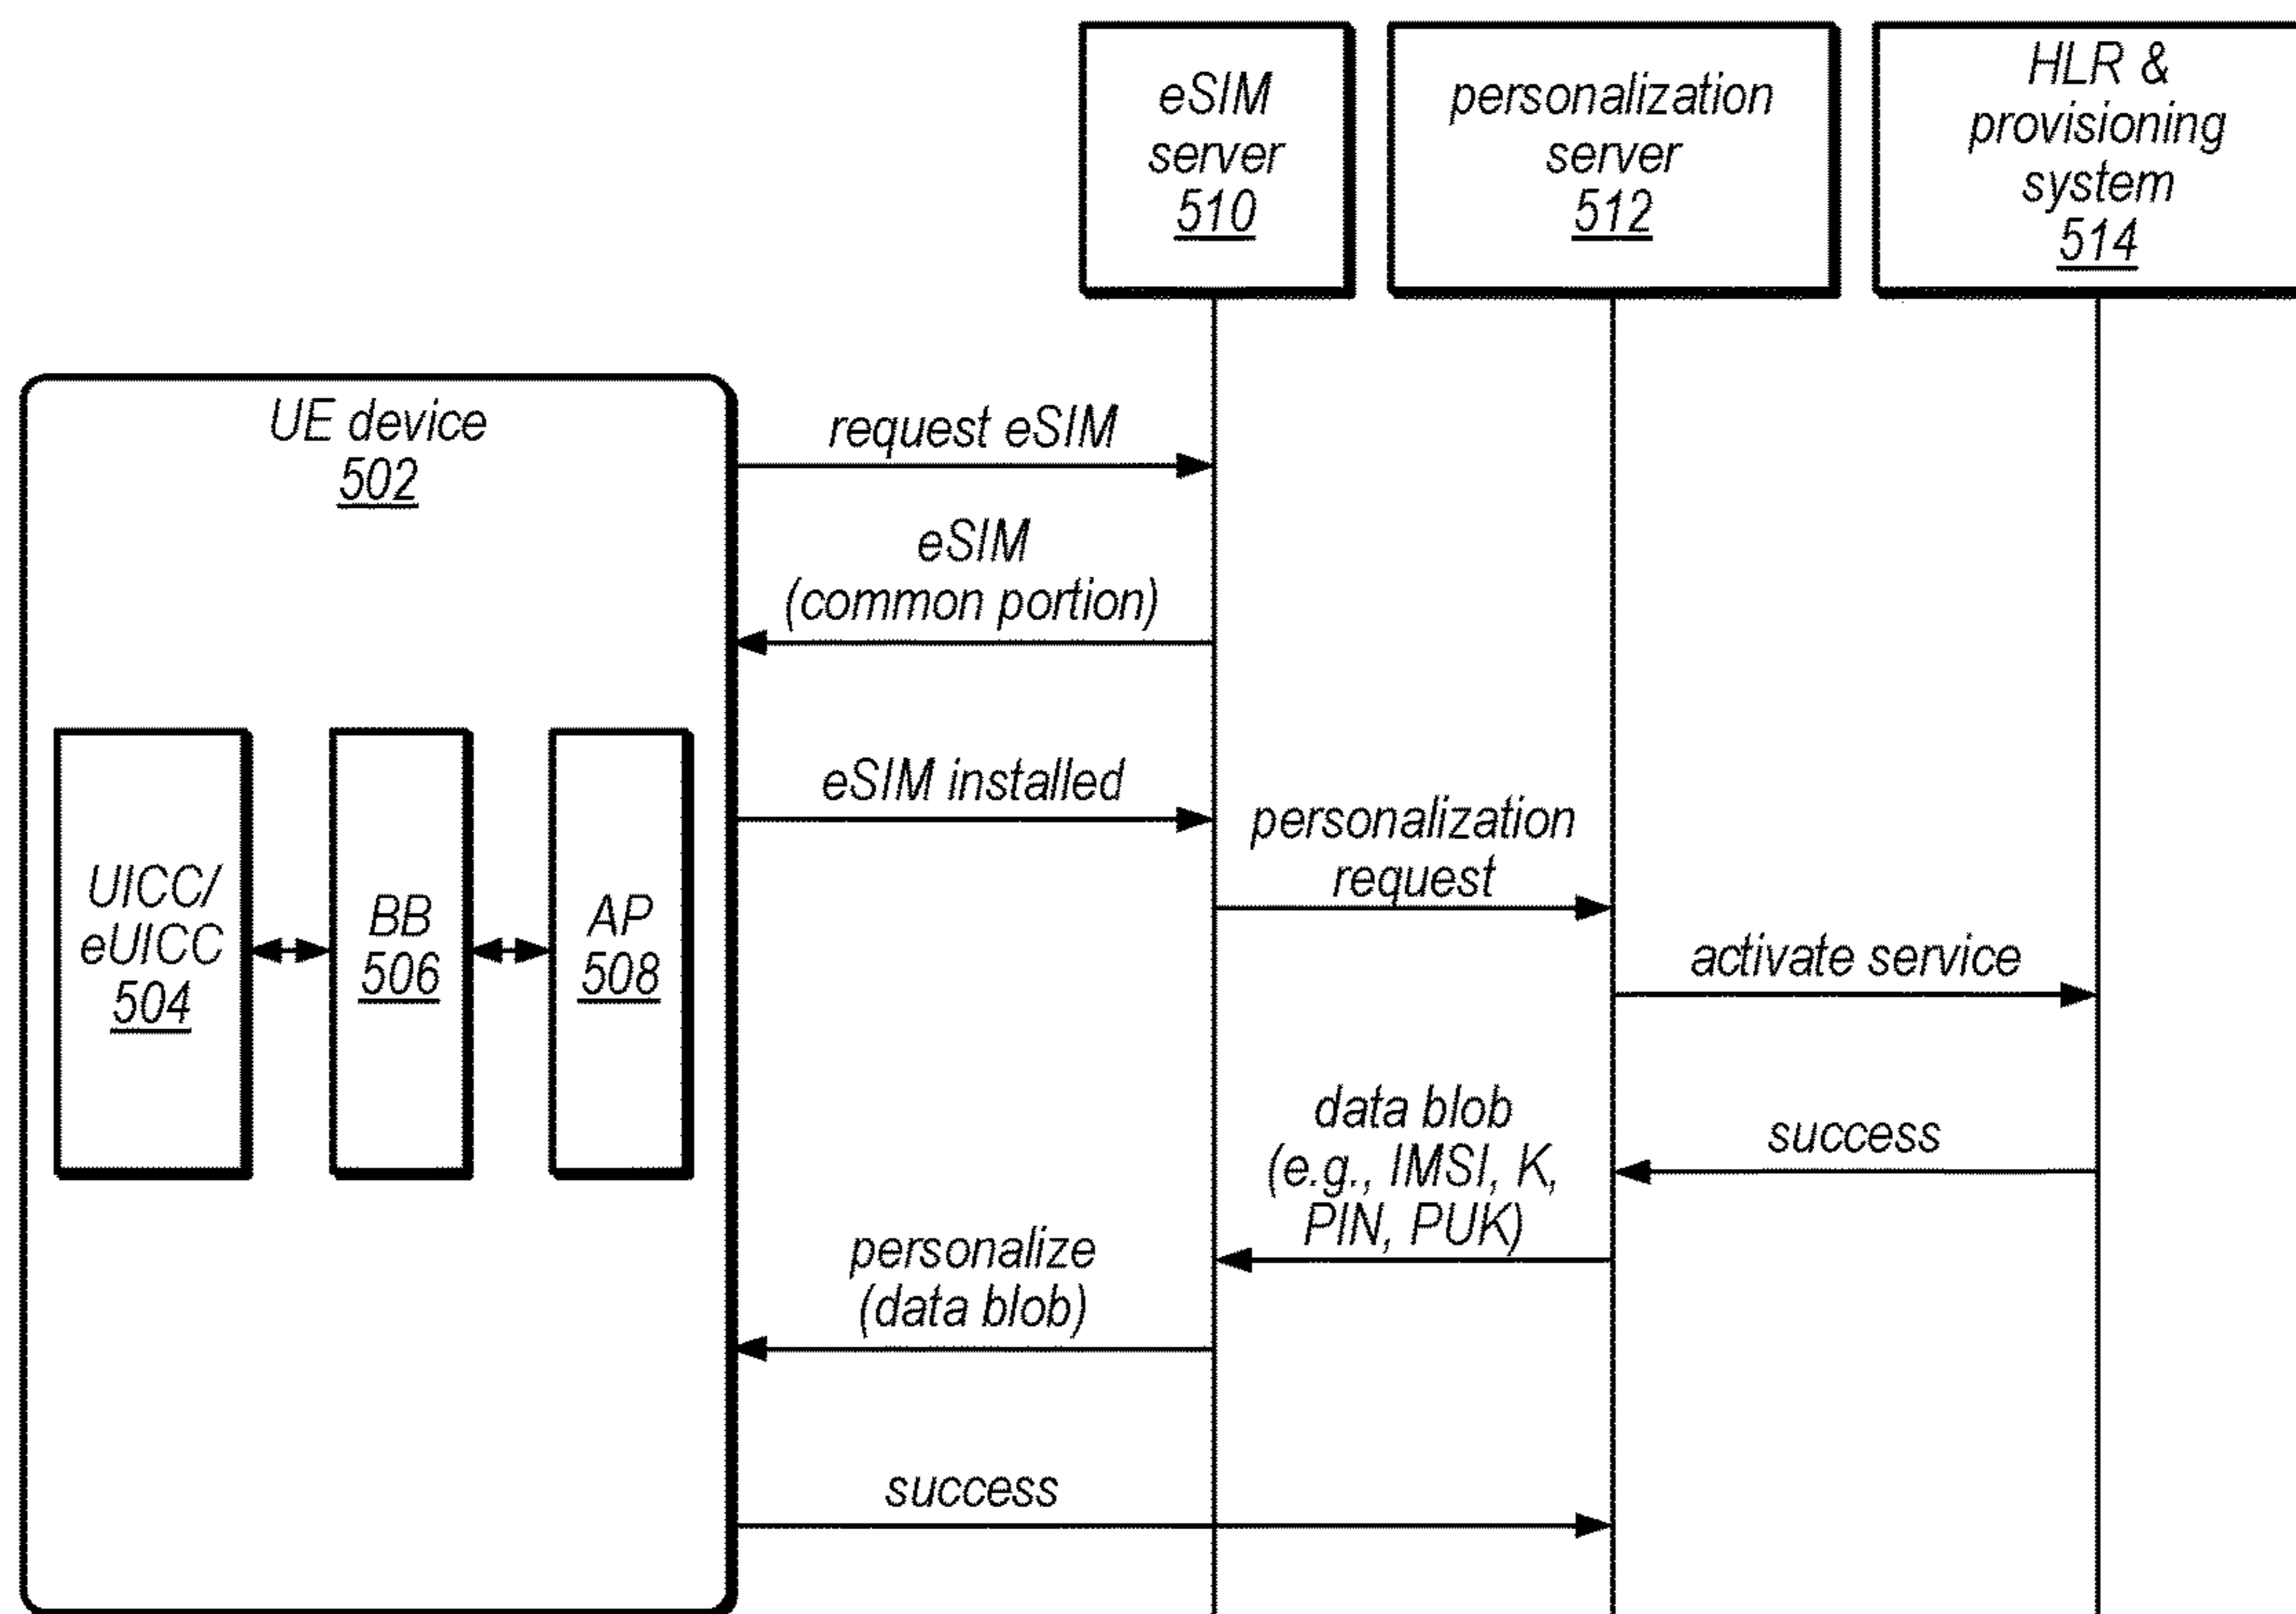 eSIM
server
510
personalization
server
512
HLR &
provisioning
system
514
UE device
502
request eSIM
eSIM
(common portion)
eSIM installed
personalization
request
UICC/
eUICC
504
BB
506
AP
508
activate service
data blob
(e.g., IMSI, K,
PIN, PUK)
success
personalize
(data blob)
success